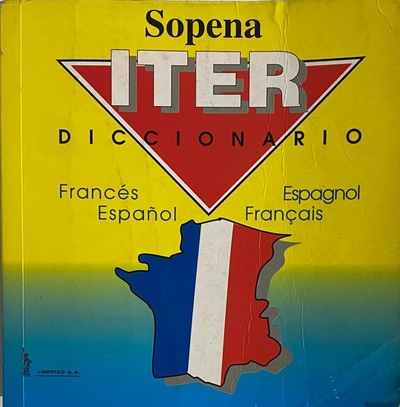 Sopena
ITER
DICCIONARIO
Francés Espagnol
Español Français
LIBERTAD S.A.